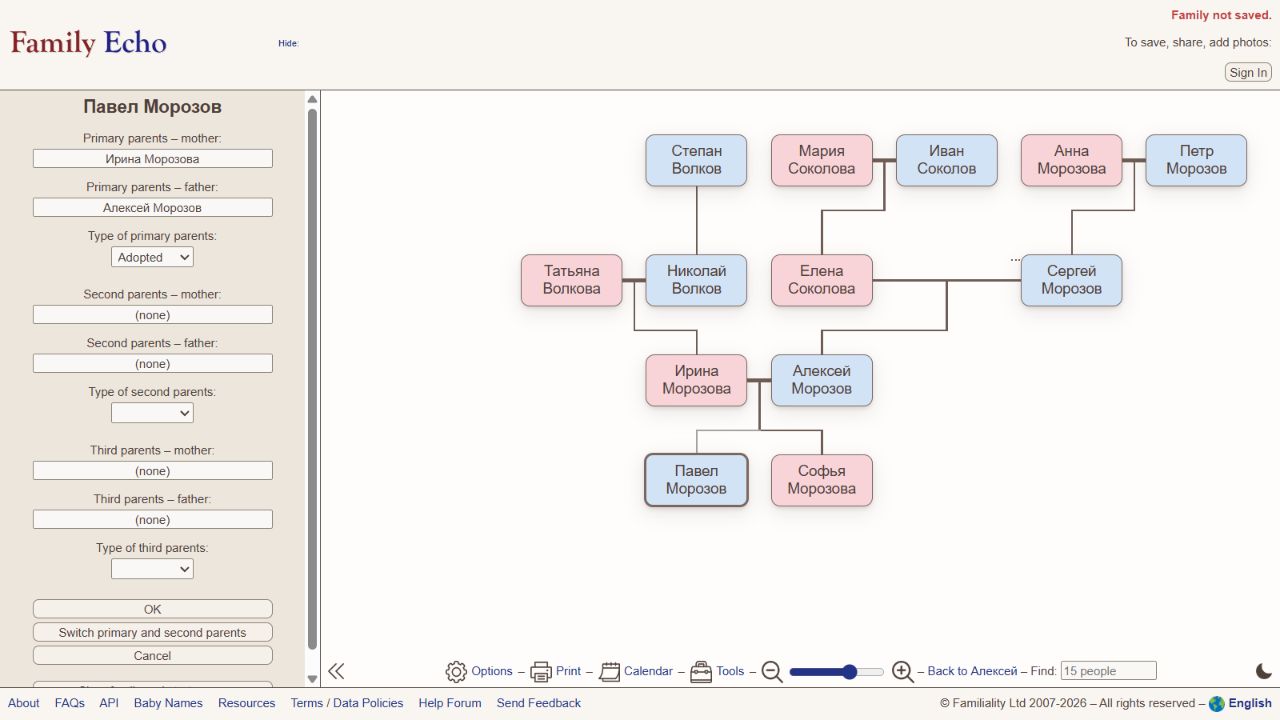 Family Echo
Hide:
Family not saved.
To save, share, add photos:
Sign In
Павел Морозов
Primary parents – mother:
Ирина Морозова
Primary parents – father:
Алексей Морозов
Type of primary parents:
Adopted
Second parents – mother:
(none)
Second parents – father:
(none)
Type of second parents:
Third parents – mother:
(none)
Third parents – father:
(none)
Type of third parents:
OK
Switch primary and second parents
Cancel
Степан
Волков
Мария
Соколова
Иван
Соколов
Анна
Морозова
Петр
Морозов
Татьяна
Волкова
Николай
Волков
Елена
Соколова
...
Сергей
Морозов
Ирина
Морозова
Алексей
Морозов
Павел
Морозов
Софья
Морозова
Options – Print – Calendar – Tools – Back to Алексей – Find: 15 people
About FAQs API Baby Names Resources Terms / Data Policies Help Forum Send Feedback
© Familiality Ltd 2007-2026 – All rights reserved – English